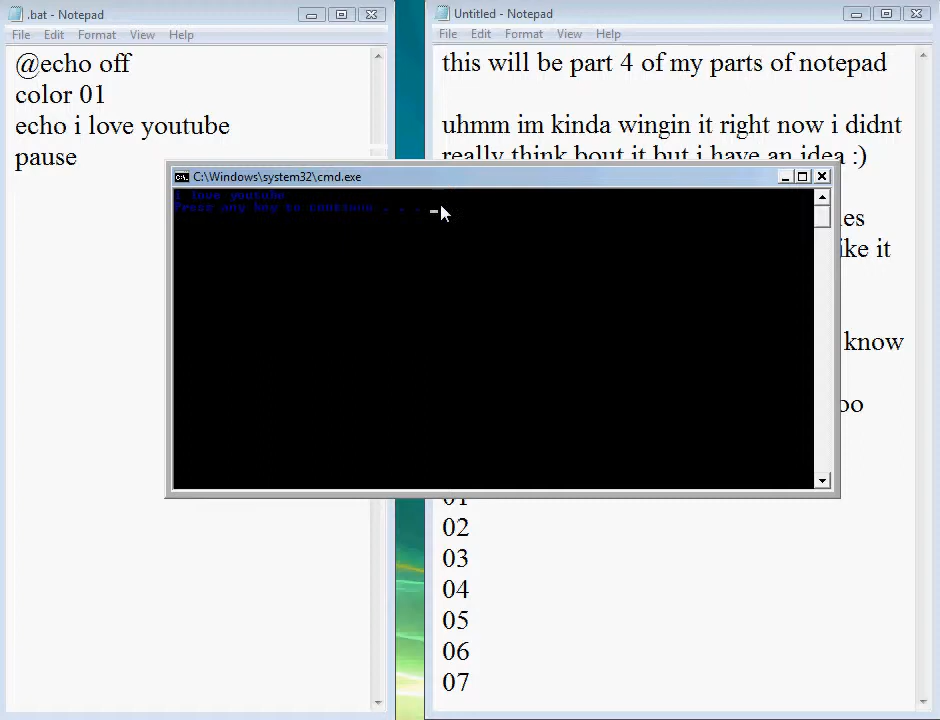 .bat - Notepad
File Edit Format View Help
@echo off
color 01
echo i love youtube
pause
Untitled - Notepad
File Edit Format View Help
this will be part 4 of my parts of notepad
uhmm im kinda wingin it right now i didnt
really think bout it but i have an idea :)
ike it
know
C:\Windows\system32\cmd.exe
i love youtube
Press any key to continue . . .
01
02
03
04
05
06
07